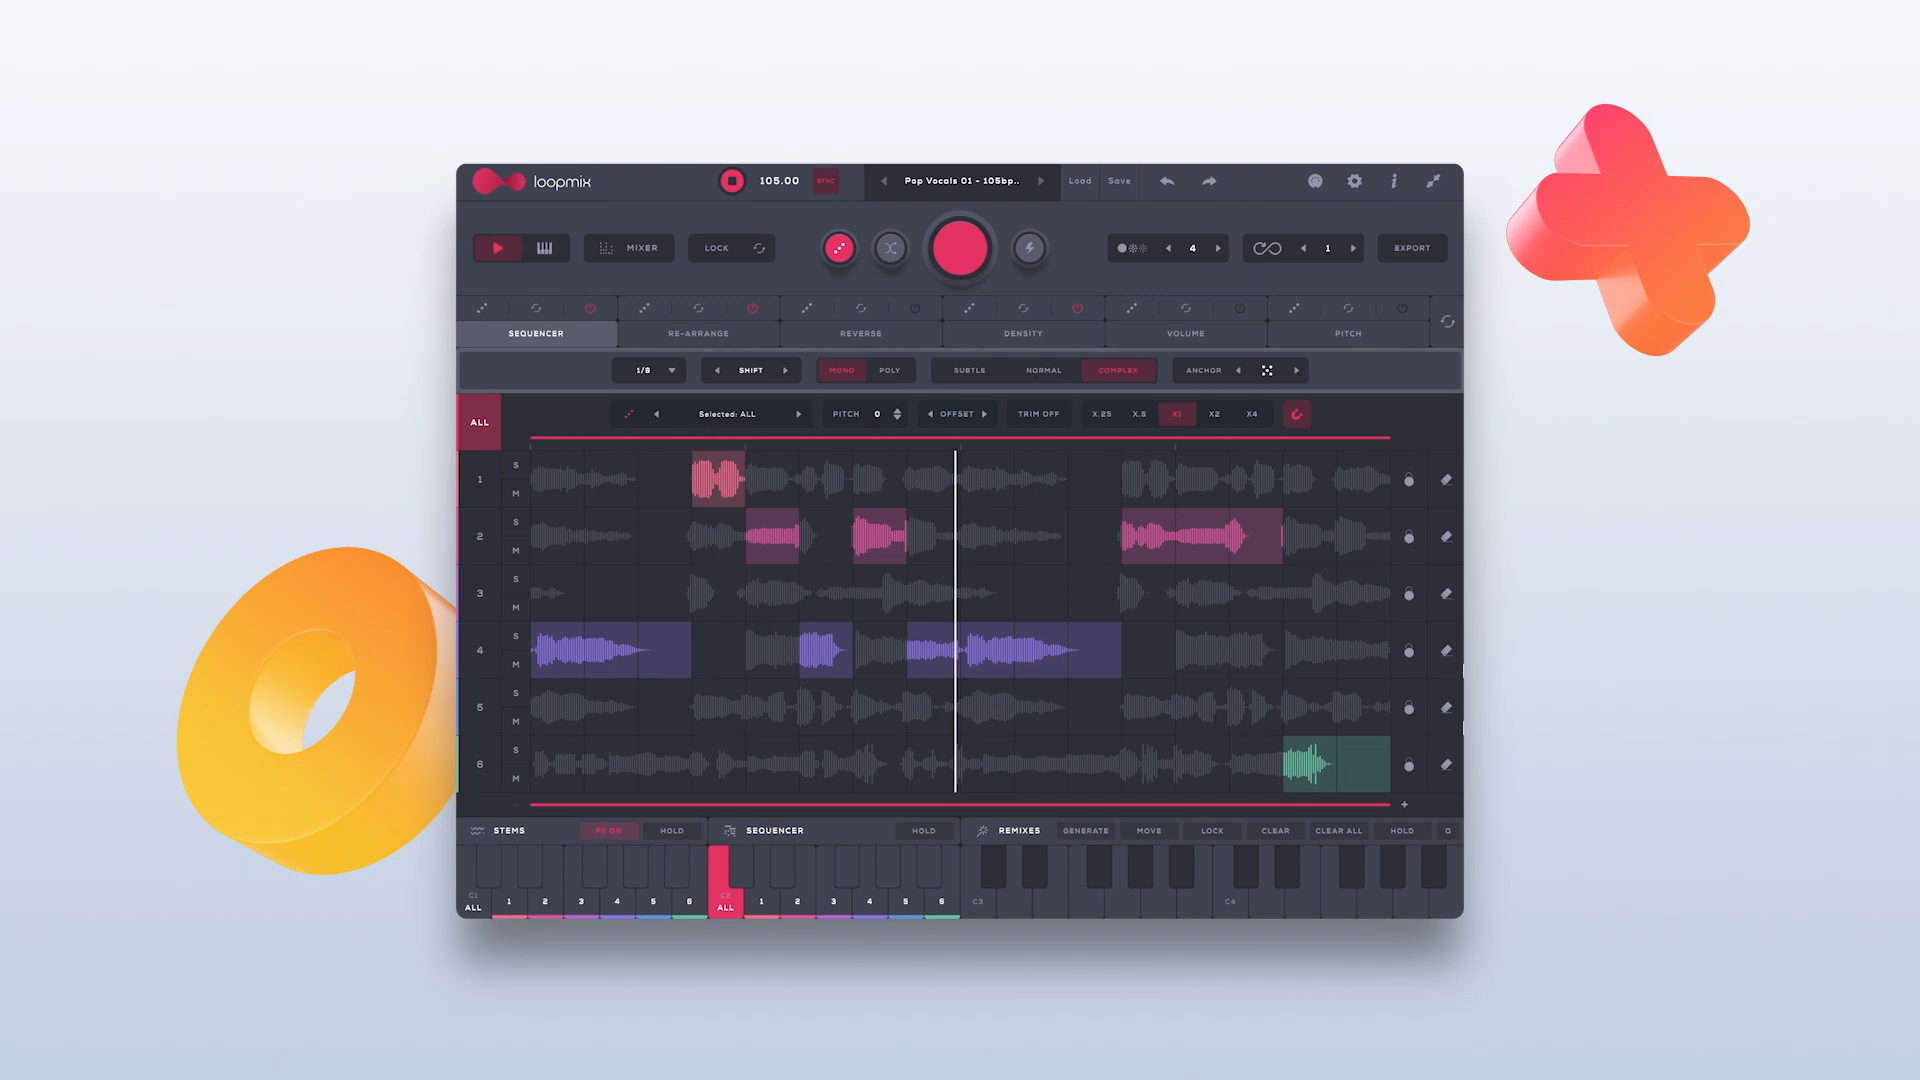 loopmix
105.00
SYNC
Pop Vocals 01 - 105bp..
Load
Save
MIXER
LOCK
4
1
EXPORT
SEQUENCER
RE-ARRANGE
REVERSE
DENSITY
VOLUME
PITCH
1/8
SHIFT
MONO
POLY
SUBTLE
NORMAL
COMPLEX
ANCHOR
ALL
Selected: ALL
PITCH 0
OFFSET
TRIM OFF
X.25
X.5
X1
X2
X4
1
S
M
2
S
M
3
S
M
4
S
M
5
S
M
6
S
M
STEMS
FX ON
HOLD
SEQUENCER
HOLD
REMIXES
GENERATE
MOVE
LOCK
CLEAR
CLEAR ALL
HOLD
C1
ALL
1
2
3
4
5
6
C2
ALL
1
2
3
4
5
6
C3
C4